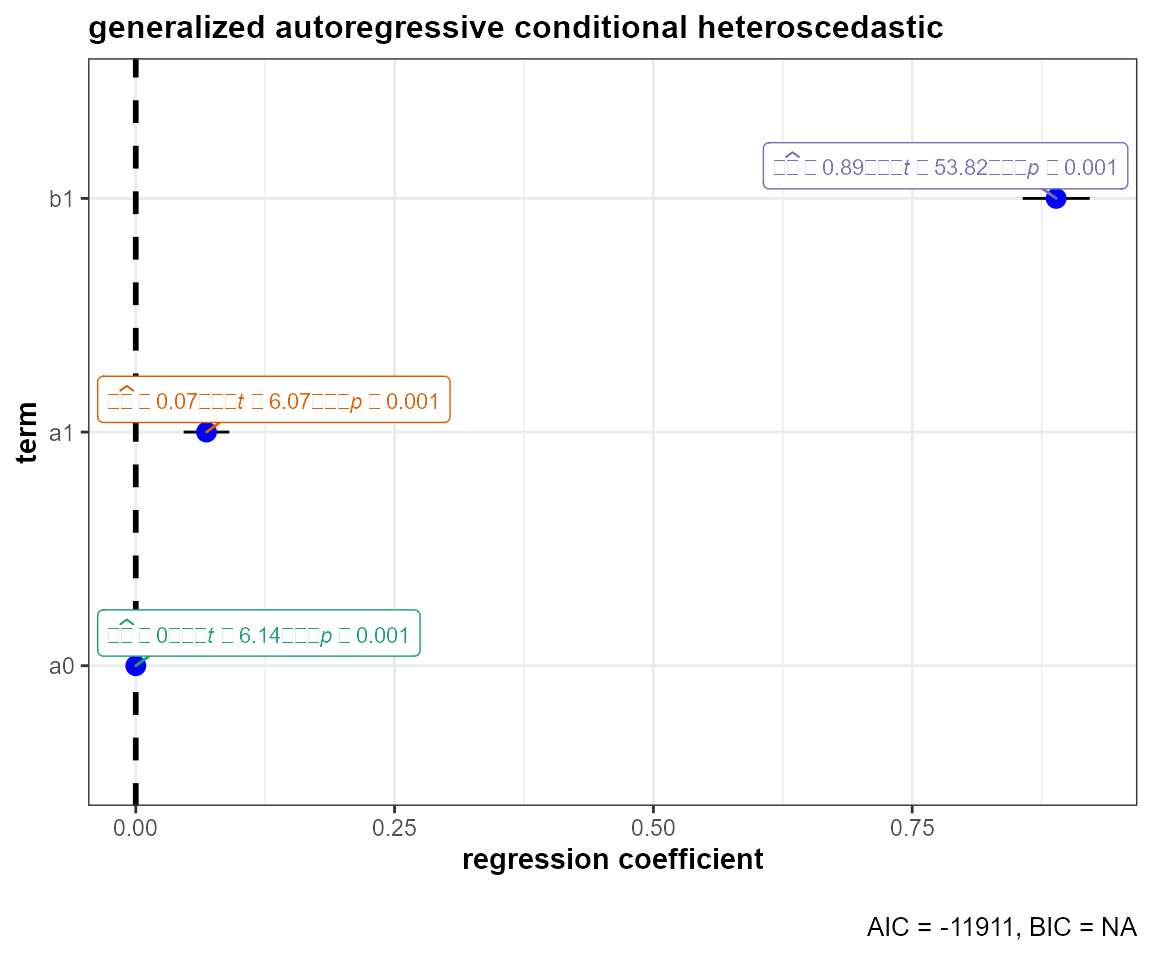 generalized autoregressive conditional heteroscedastic
b1
□□ □ 0.89□□□t □ 53.82□□□p □ 0.001
term
a1
□□ □ 0.07□□□t □ 6.07□□□p □ 0.001
a0
□□ □ 0□□□t □ 6.14□□□p □ 0.001
0.00 0.25 0.50 0.75
regression coefficient
AIC = -11911, BIC = NA